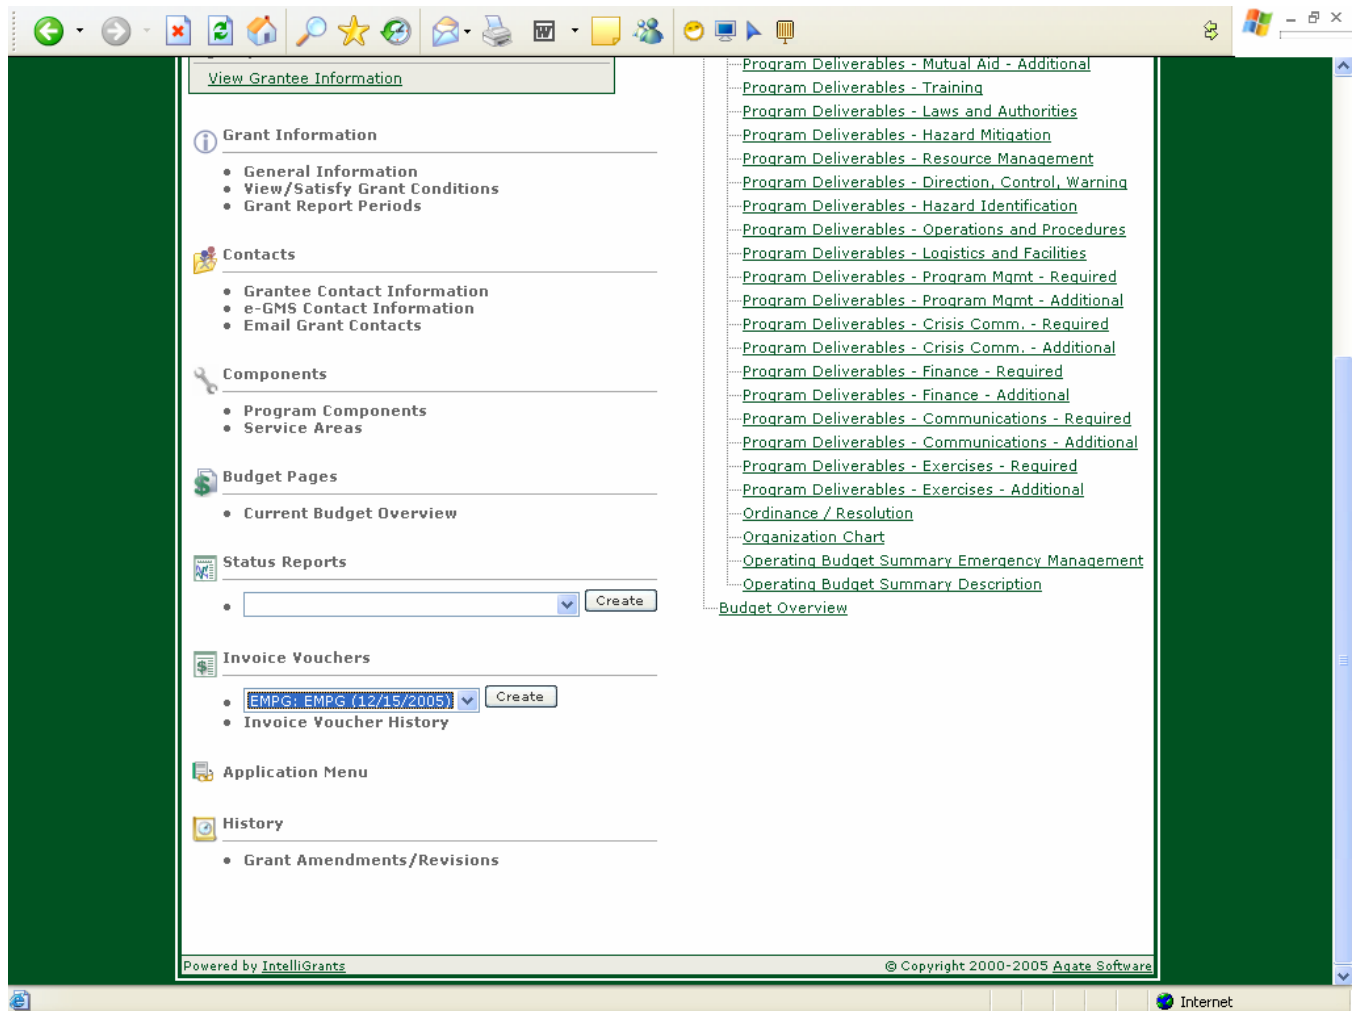 View Grantee Information
Grant Information
General Information
View/Satisfy Grant Conditions
Grant Report Periods
Contacts
Grantee Contact Information
e-GMS Contact Information
Email Grant Contacts
Components
Program Components
Service Areas
Budget Pages
Current Budget Overview
Status Reports
Create
Invoice Vouchers
EMPG: EMPG (12/15/2005)
Create
Invoice Voucher History
Application Menu
History
Grant Amendments/Revisions
Program Deliverables - Mutual Aid - Additional
Program Deliverables - Training
Program Deliverables - Laws and Authorities
Program Deliverables - Hazard Mitigation
Program Deliverables - Resource Management
Program Deliverables - Direction, Control, Warning
Program Deliverables - Hazard Identification
Program Deliverables - Operations and Procedures
Program Deliverables - Logistics and Facilities
Program Deliverables - Program Mgmt - Required
Program Deliverables - Program Mgmt - Additional
Program Deliverables - Crisis Comm. - Required
Program Deliverables - Crisis Comm. - Additional
Program Deliverables - Finance - Required
Program Deliverables - Finance - Additional
Program Deliverables - Communications - Required
Program Deliverables - Communications - Additional
Program Deliverables - Exercises - Required
Program Deliverables - Exercises - Additional
Ordinance / Resolution
Organization Chart
Operating Budget Summary Emergency Management
Operating Budget Summary Description
Budget Overview
Powered by IntelliGrants
© Copyright 2000-2005 Agate Software
Internet